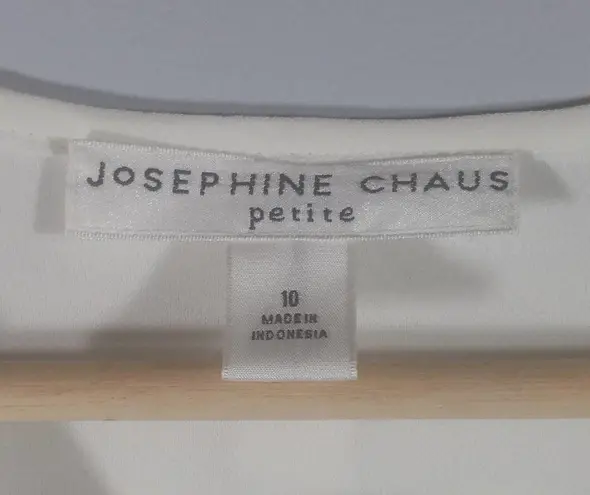 JOSEPHINE CHAUS
petite
10
MADE IN
INDONESIA